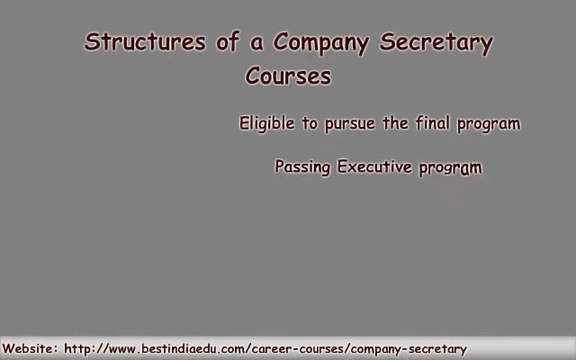 Structures of a Company Secretary
Courses
Eligible to pursue the final program
Passing Executive program
Website: http://www.bestindiaedu.com/career-courses/company-secretary